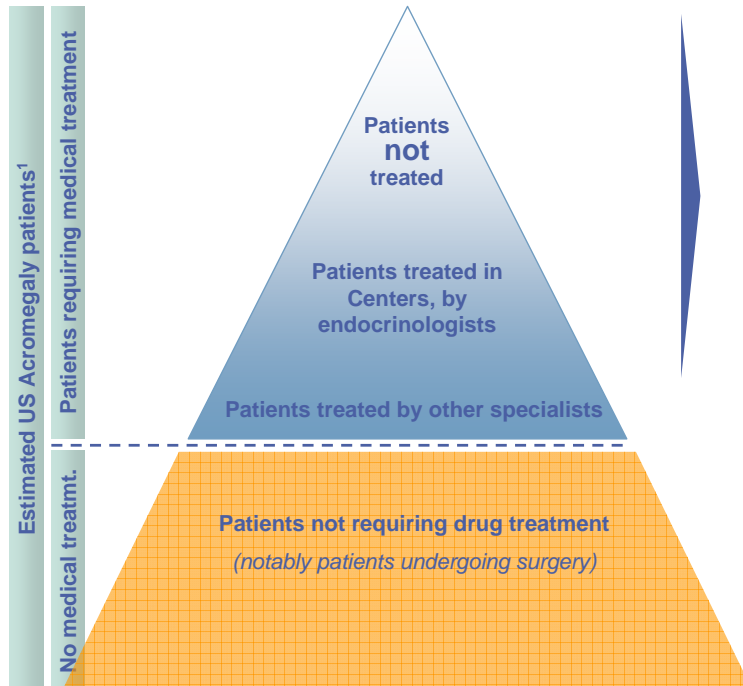 Estimated US Acromegaly patients1
Patients requiring medical treatment
No medical treatmt.
Patients
not
treated
Patients treated in
Centers, by
endocrinologists
Patients treated by other specialists
Patients not requiring drug treatment
(notably patients undergoing surgery)